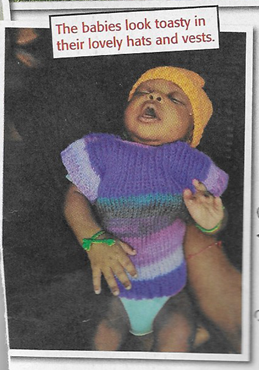 The babies look toasty in
their lovely hats and vests.